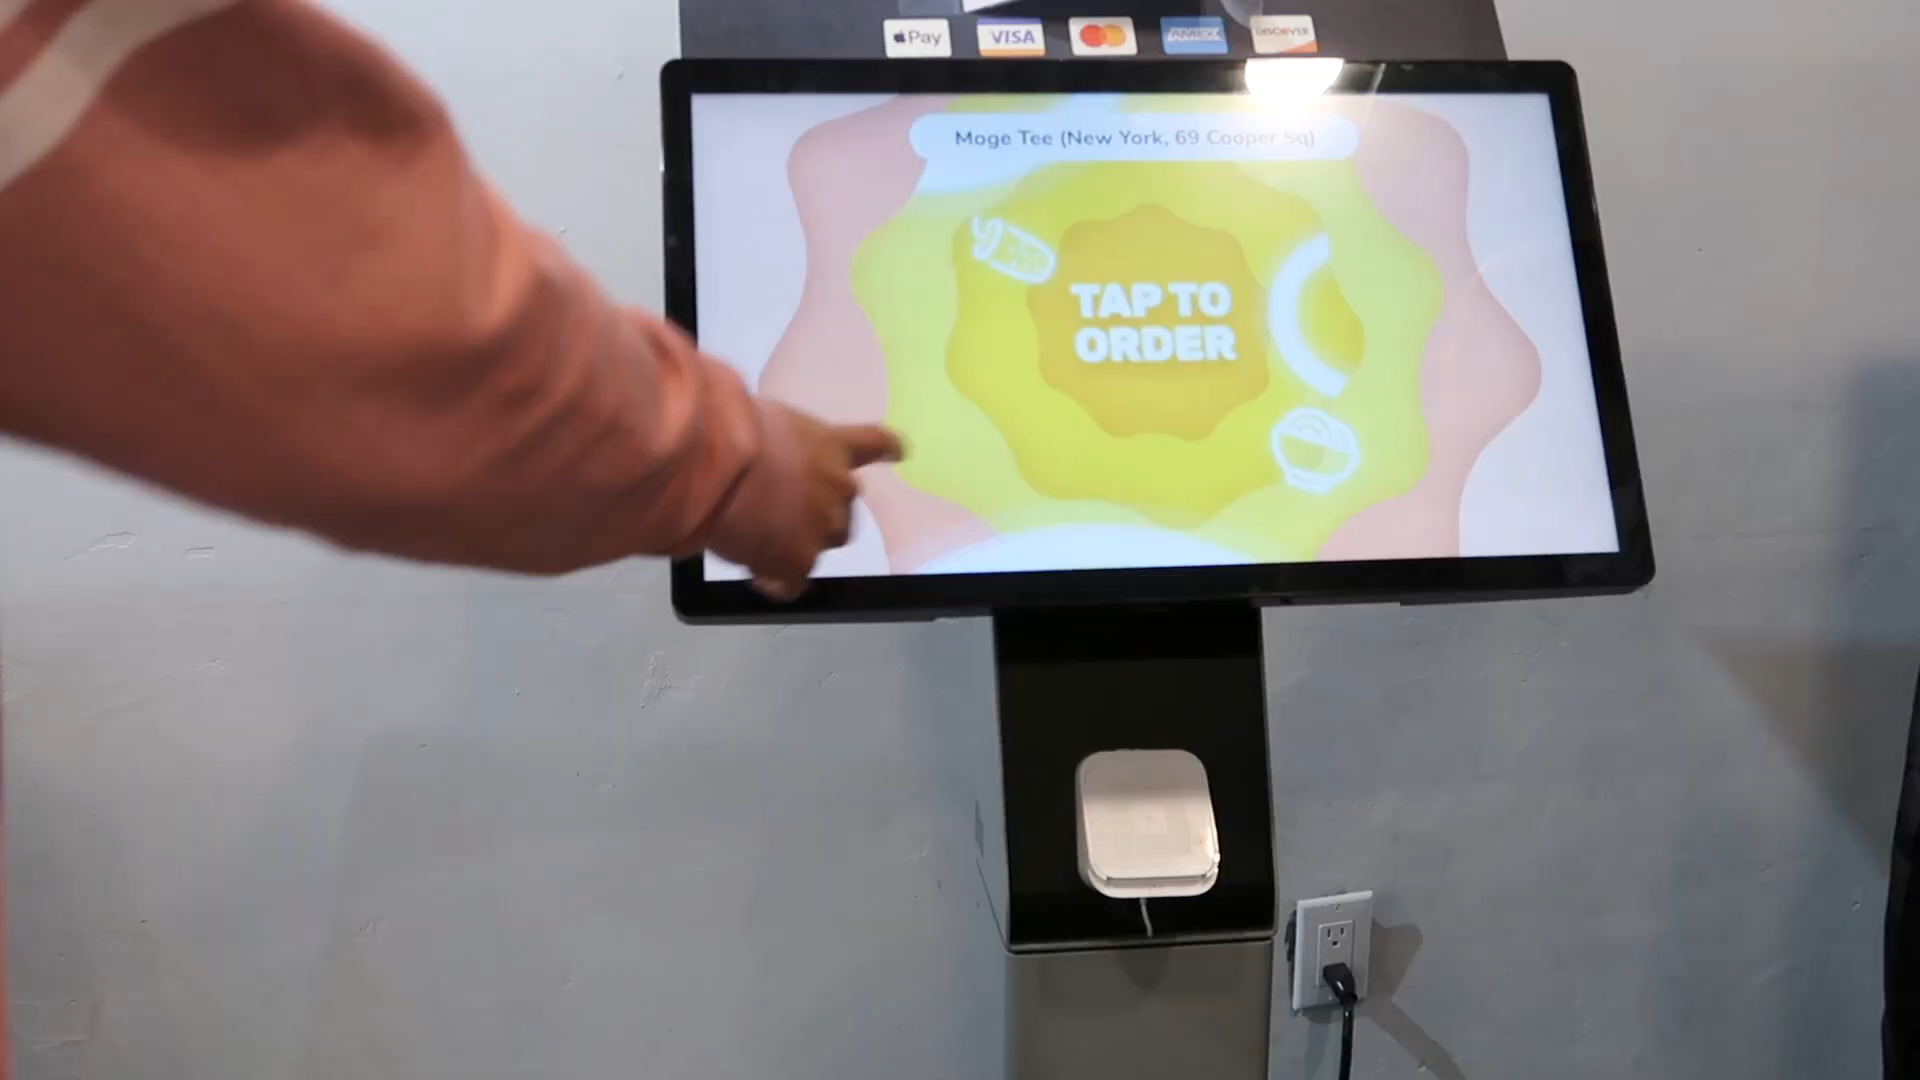 Pay
VISA
AMEX
DISCOVER
Moge Tee (New York, 69 Cooper Sq)
TAP TO
ORDER